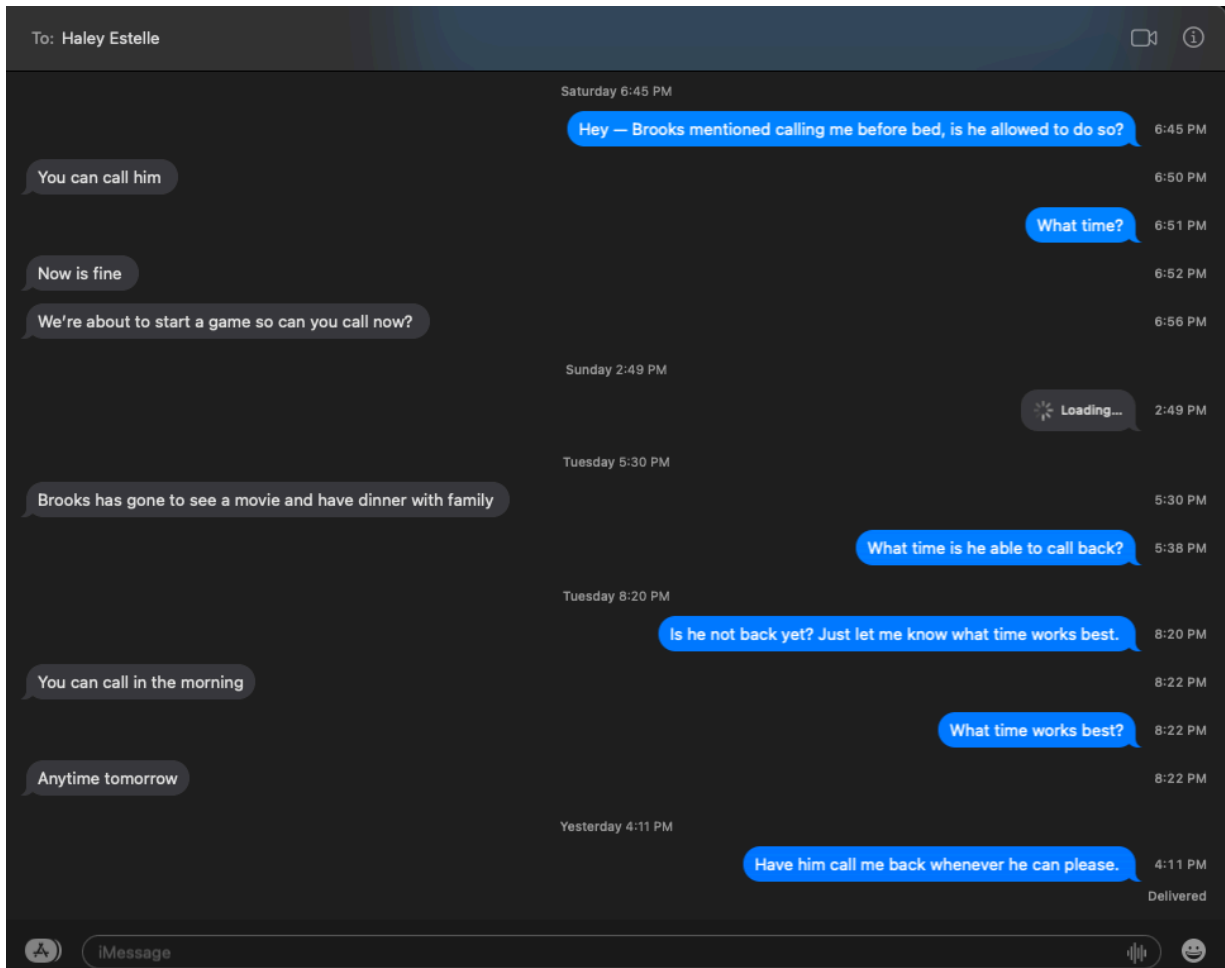 To: Haley Estelle
Saturday 6:45 PM
Hey — Brooks mentioned calling me before bed, is he allowed to do so? 6:45 PM
You can call him 6:50 PM
What time? 6:51 PM
Now is fine 6:52 PM
We're about to start a game so can you call now? 6:56 PM
Sunday 2:49 PM
Loading... 2:49 PM
Tuesday 5:30 PM
Brooks has gone to see a movie and have dinner with family 5:30 PM
What time is he able to call back? 5:38 PM
Tuesday 8:20 PM
Is he not back yet? Just let me know what time works best. 8:20 PM
You can call in the morning 8:22 PM
What time works best? 8:22 PM
Anytime tomorrow 8:22 PM
Yesterday 4:11 PM
Have him call me back whenever he can please. 4:11 PM
Delivered
iMessage